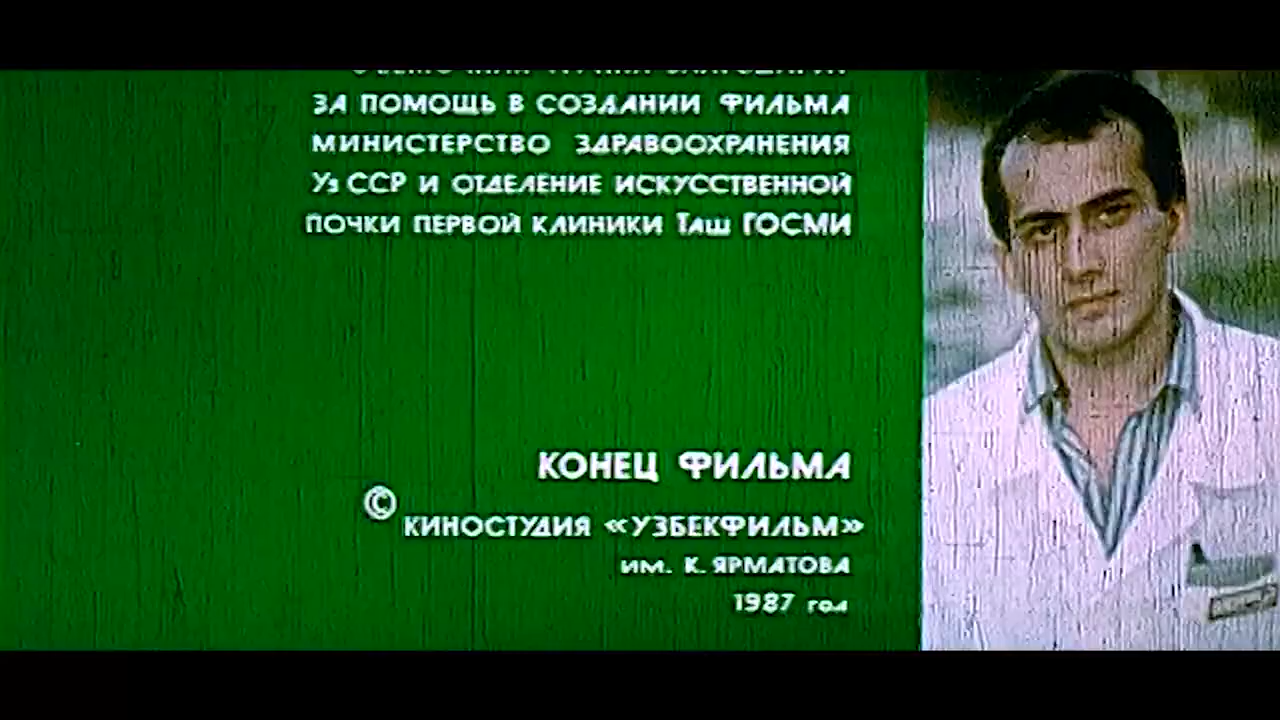 ЗА ПОМОЩЬ В СОЗДАНИИ ФИЛЬМА
МИНИСТЕРСТВО ЗДРАВООХРАНЕНИЯ
Уз ССР И ОТДЕЛЕНИЕ ИСКУССТВЕННОЙ
ПОЧКИ ПЕРВОЙ КЛИНИКИ Таш ГОСМИ
КОНЕЦ ФИЛЬМА
© КИНОСТУДИЯ «УЗБЕКФИЛЬМ»
им. К. ЯРМАТОВА
1987 год